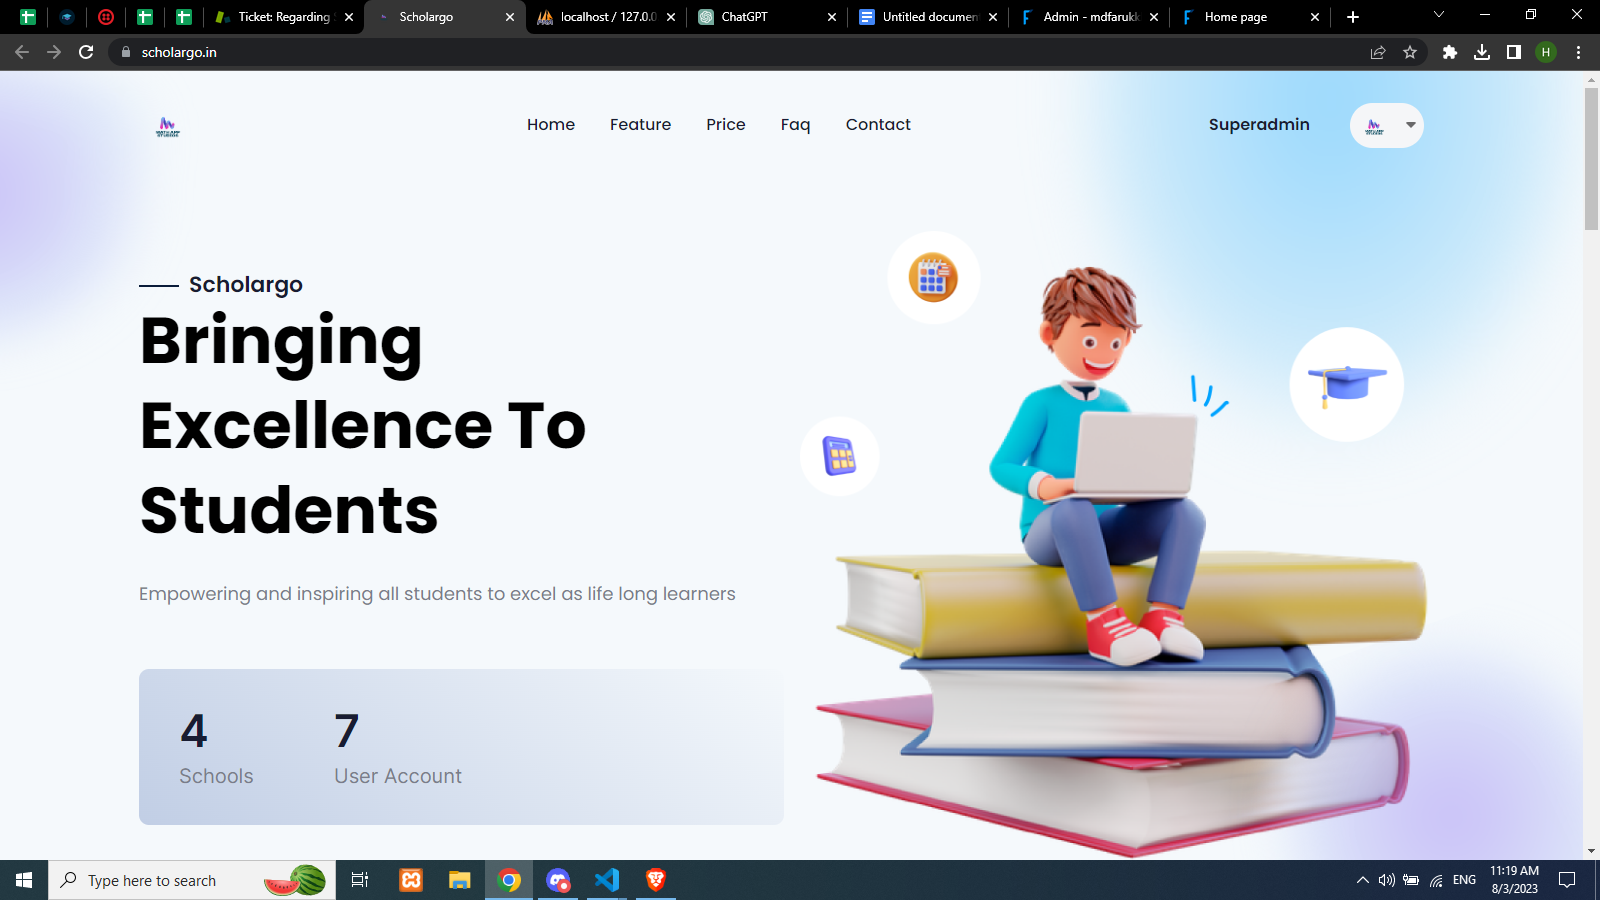 Ticket: Regarding
Scholargo
localhost / 127.0.0
ChatGPT
Untitled documen
Admin - mdfarukk
Home page
scholargo.in
H
Home
Feature
Price
Faq
Contact
Superadmin
Scholargo
Bringing
Excellence To
Students
Empowering and inspiring all students to excel as life long learners
4
Schools
7
User Account
Type here to search
ENG
11:19 AM
8/3/2023